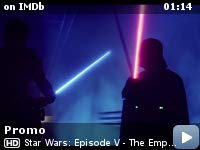 on IMDb
01:14
Promo
HD Star Wars: Episode V - The Emp...